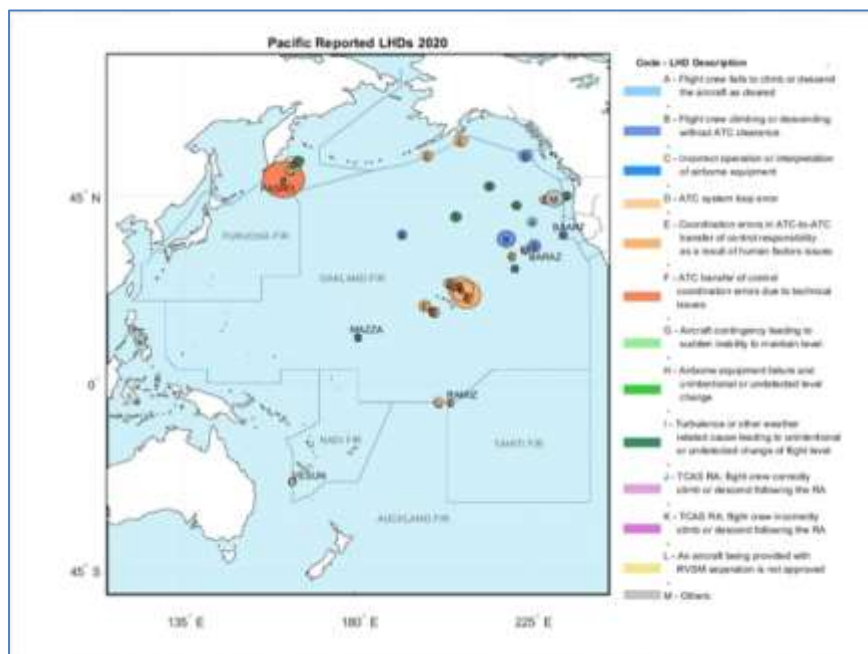 Pacific Reported LHDs 2020
Code - LHD Description
A - Flight crew fails to climb or descend
the aircraft as cleared
B - Flight crew climbing or descending
without ATC clearance
C - Incorrect operation or interpretation
of airborne equipment
D - ATC system loop error
E - Coordination errors in ATC-to-ATC
transfer of control responsibility
as a result of human factors issues
F - ATC transfer of control
coordination errors due to technical
issues
G - Aircraft contingency leading to
sudden inability to maintain level
H - Airborne equipment failure and
unintentional or undetected level
change
I - Turbulence or other weather
related cause leading to unintentional
or undetected change of flight level
J - TCAS RA; flight crew correctly
climb or descend following the RA
K - TCAS RA; flight crew incorrectly
climb or descend following the RA
L - An aircraft being provided with
RVSM separation is not approved
M - Others
45° N
0°
45° S
135° E
180° E
225° E
FUKUOKA FIR
OAKLAND FIR
BAARZ
MAZZA
NADI FIR
TAHITI FIR
AUCKLAND FIR